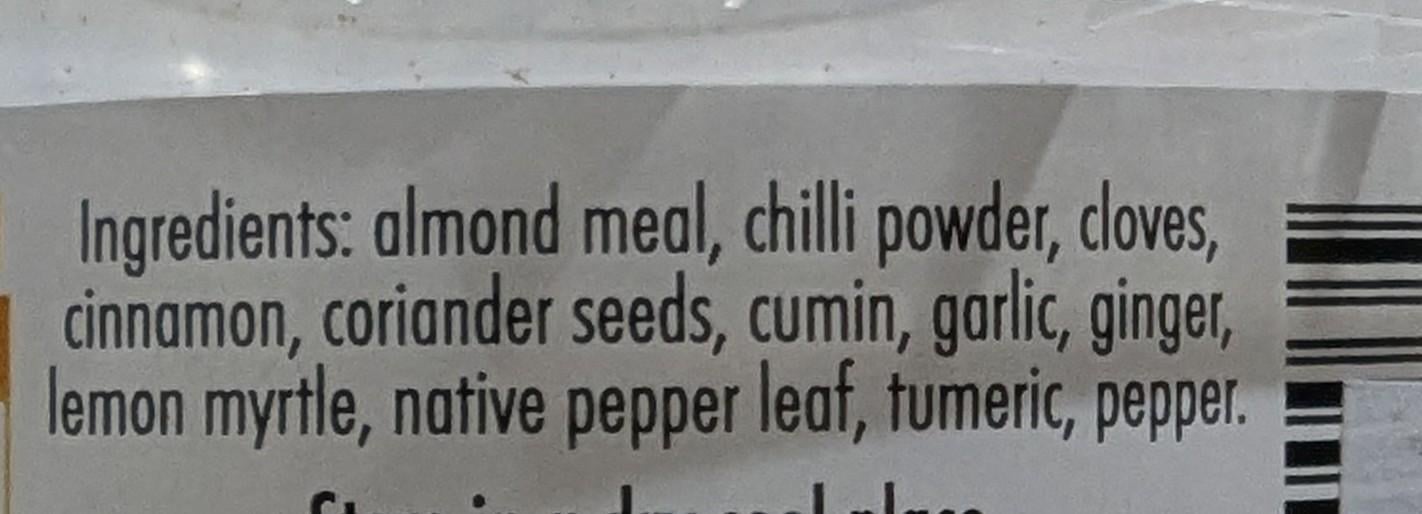 Ingredients: almond meal, chilli powder, cloves,
cinnamon, coriander seeds, cumin, garlic, ginger,
lemon myrtle, native pepper leaf, tumeric, pepper.